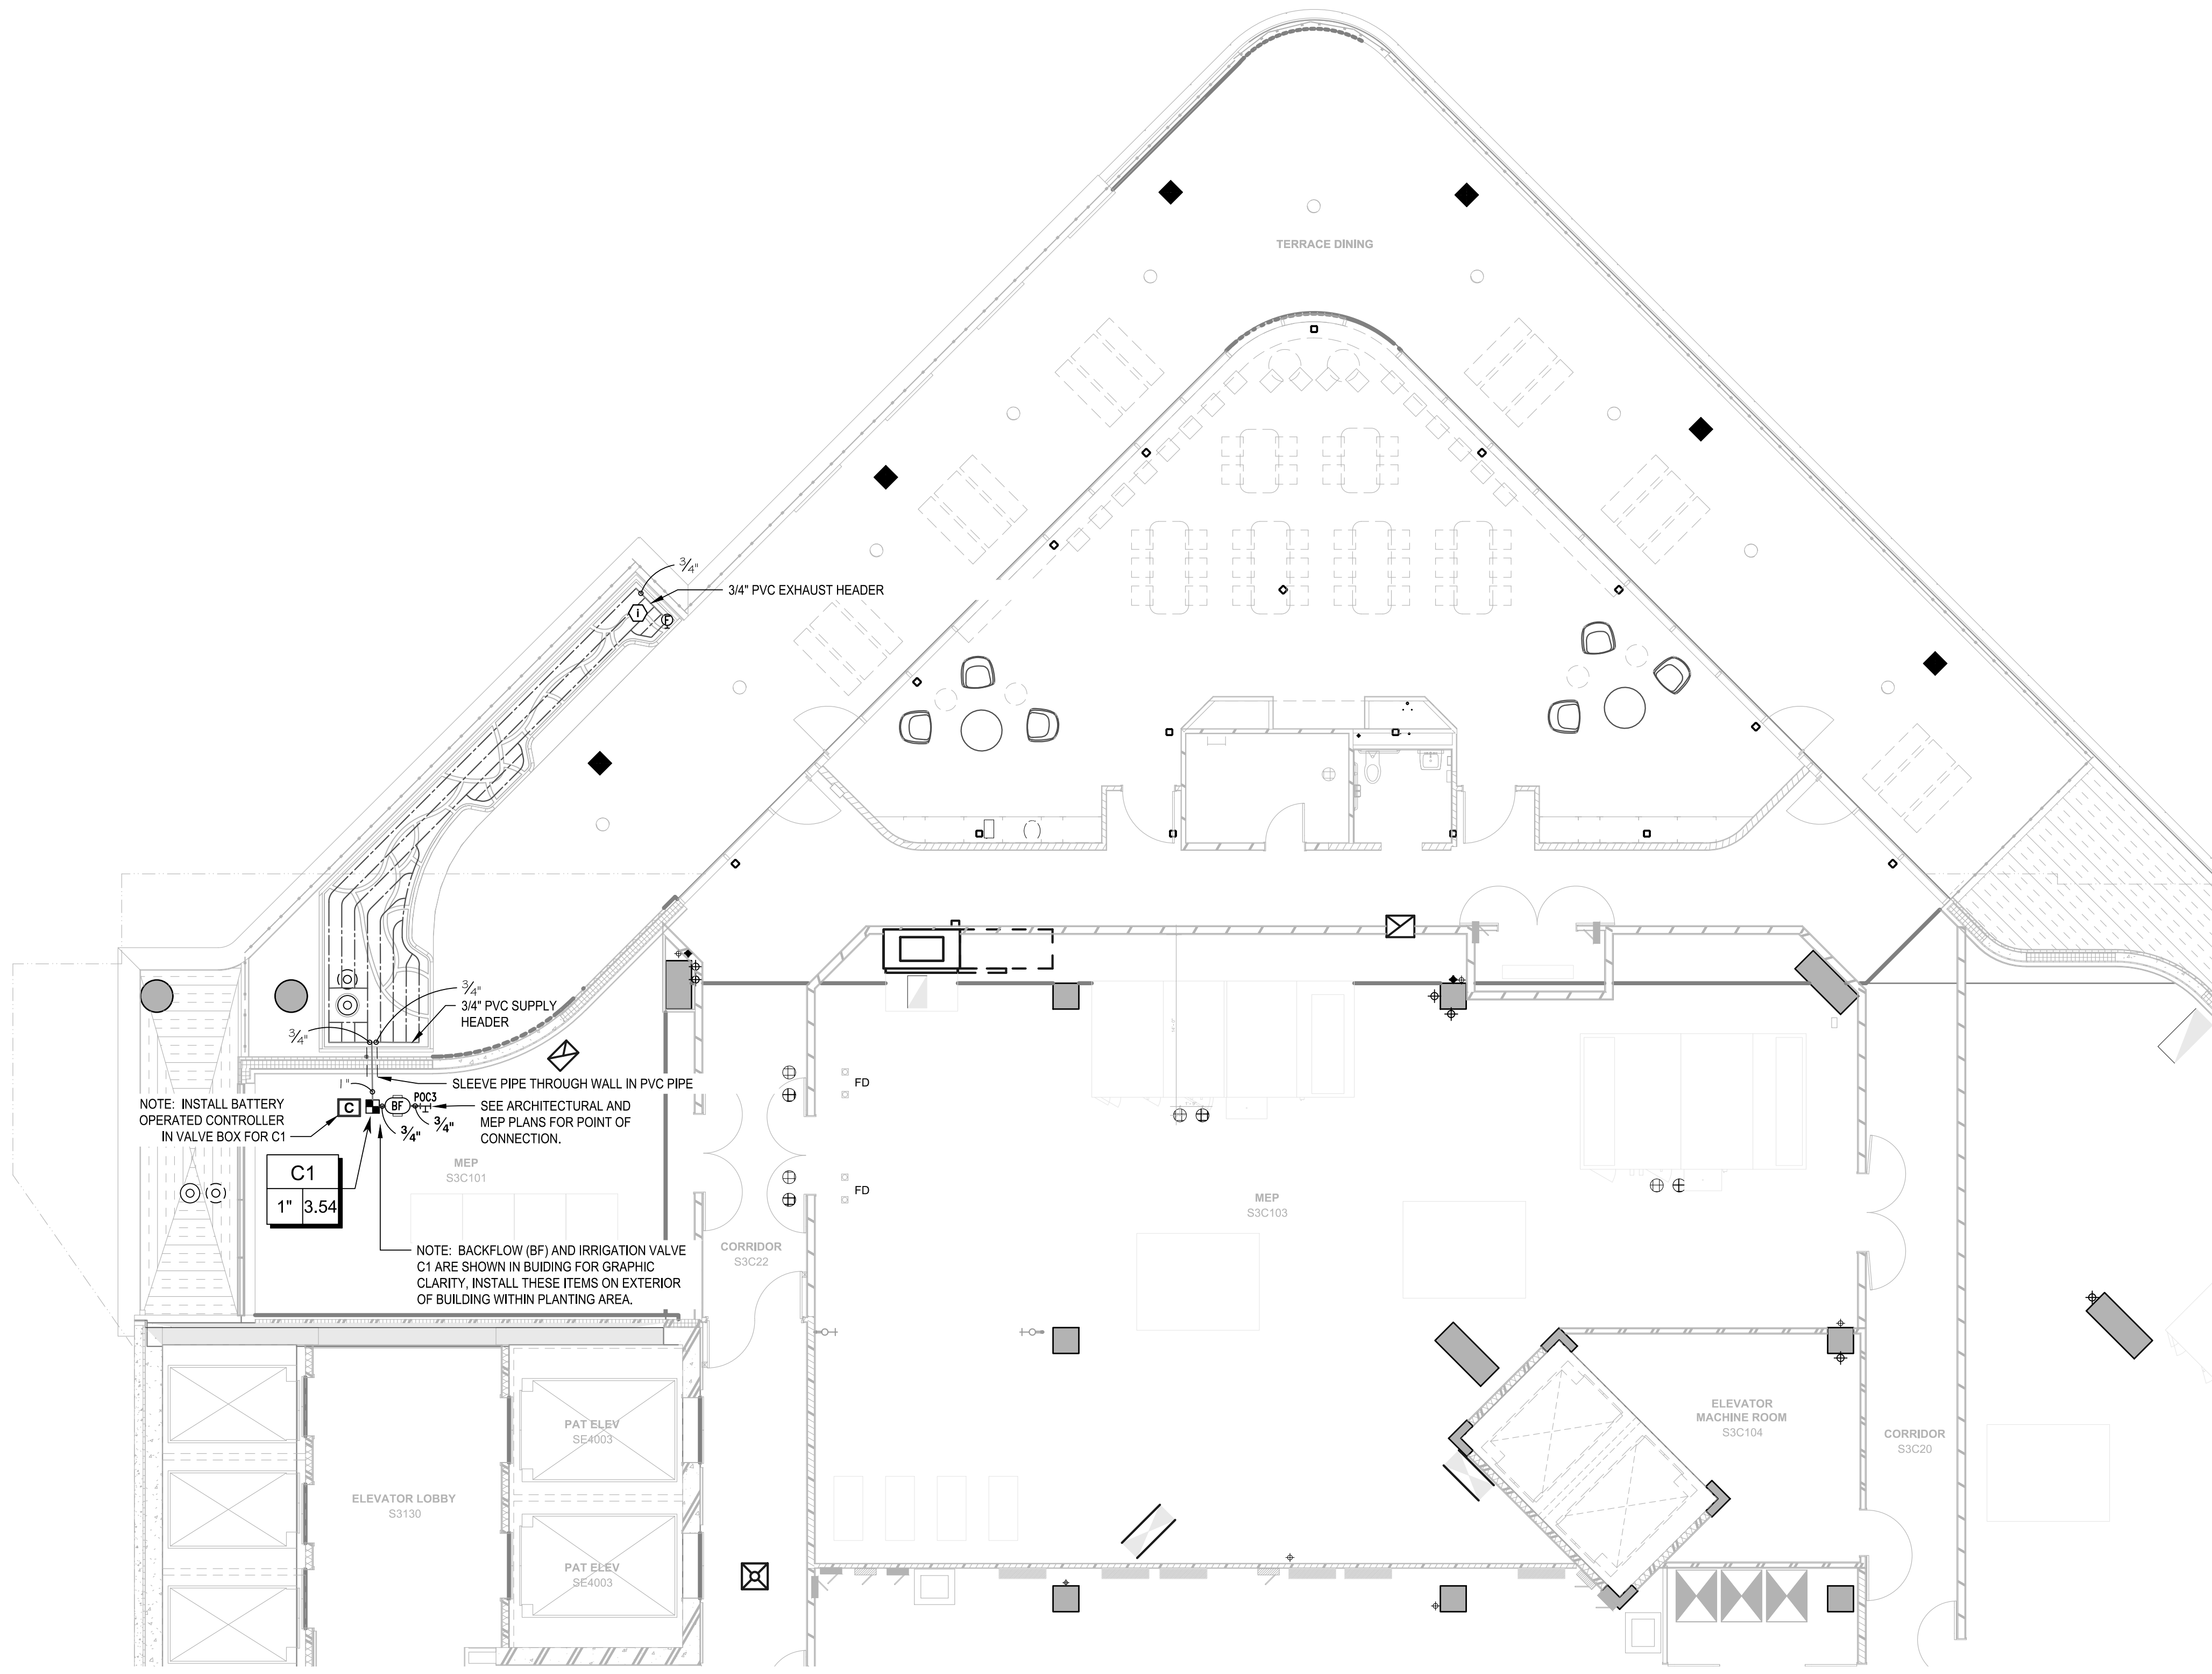 TERRACE DINING
3/4"
3/4" PVC EXHAUST HEADER
i
F
3/4"
3/4" PVC SUPPLY
HEADER
3/4"
SLEEVE PIPE THROUGH WALL IN PVC PIPE
1"
NOTE: INSTALL BATTERY
OPERATED CONTROLLER
IN VALVE BOX FOR C1
C
BF
POC3
3/4"
3/4"
SEE ARCHITECTURAL AND
MEP PLANS FOR POINT OF
CONNECTION.
C1
1" 3.54
MEP
S3C101
NOTE: BACKFLOW (BF) AND IRRIGATION VALVE
C1 ARE SHOWN IN BUIDING FOR GRAPHIC
CLARITY, INSTALL THESE ITEMS ON EXTERIOR
OF BUILDING WITHIN PLANTING AREA.
FD
FD
CORRIDOR
S3C22
MEP
S3C103
ELEVATOR
MACHINE ROOM
S3C104
CORRIDOR
S3C20
PAT ELEV
SE4003
ELEVATOR LOBBY
S3130
PAT ELEV
SE4003